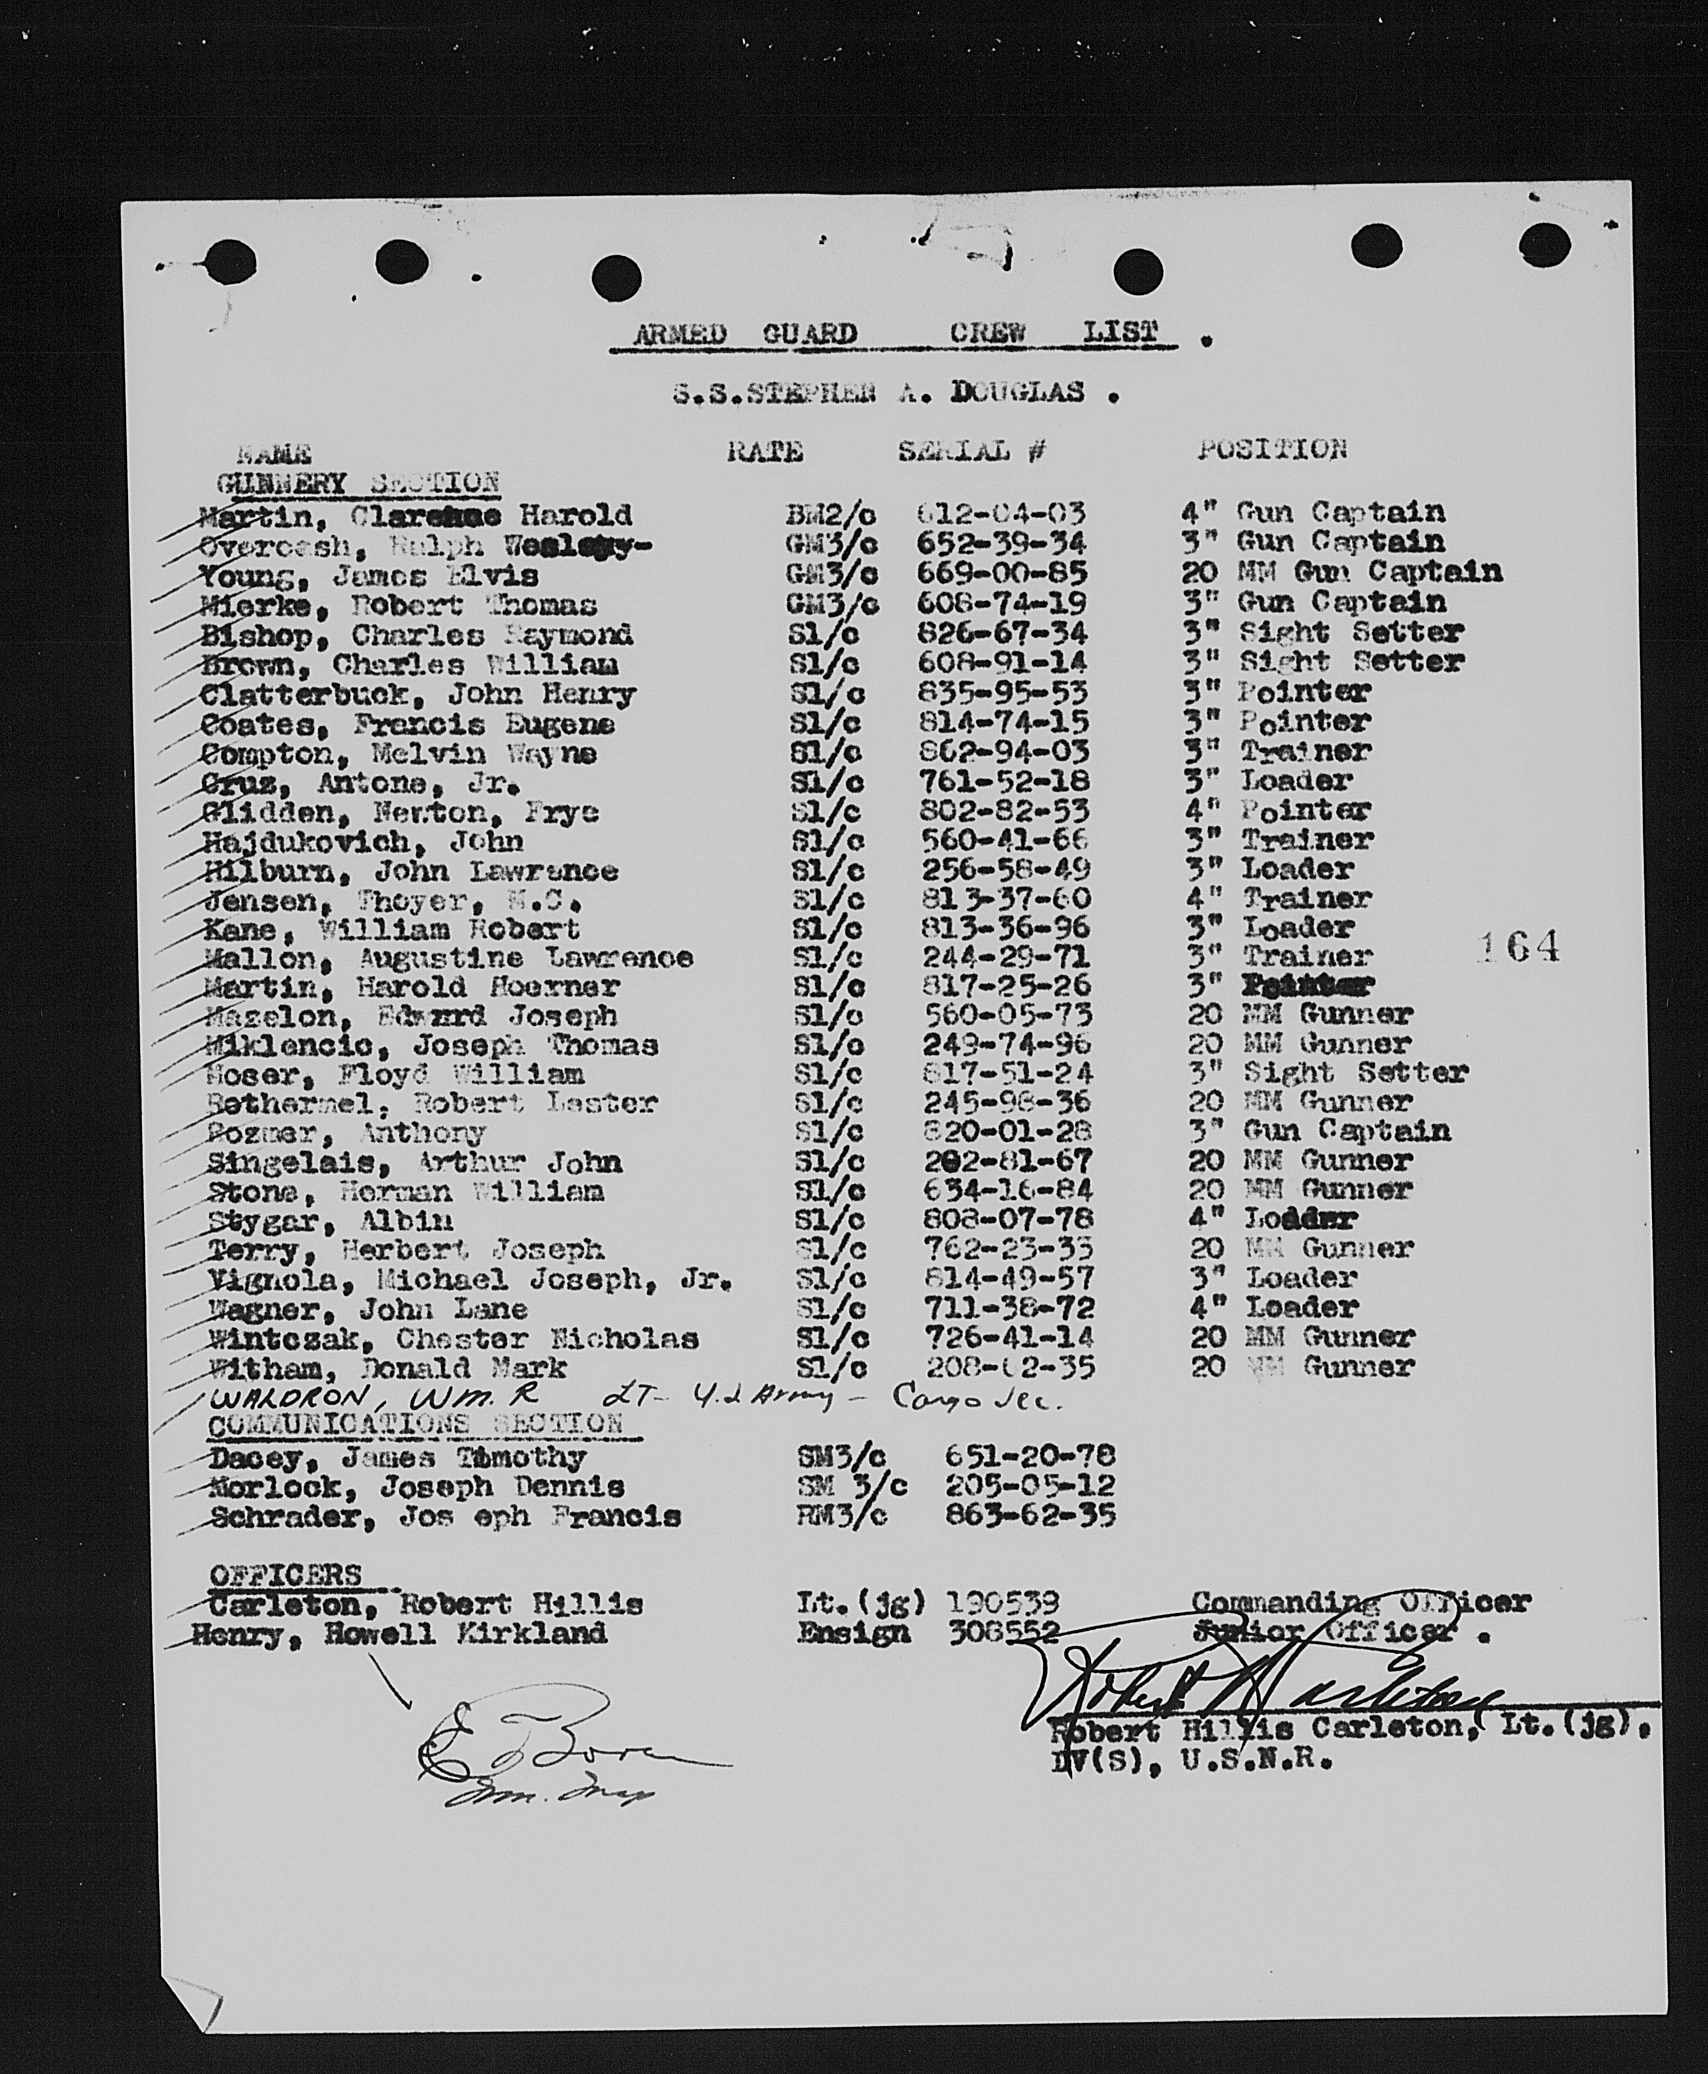 ARMED GUARD CREW LIST .
S.S.STEPHEN A. DOUGLAS .
NAME RATE SERIAL # POSITION
GUNNERY SECTION
Martin, Clarence Harold BM2/c 612-04-03 4" Gun Captain
Overcash, Ralph Wesley- GM3/c 652-39-34 3" Gun Captain
Young, James Elvis GM3/c 669-00-85 20 MM Gun Captain
Mierke, Robert Thomas GM3/c 608-74-19 3" Gun Captain
Bishop, Charles Raymond S1/c 826-67-34 3" Sight Setter
Brown, Charles William S1/c 608-91-14 3" Sight Setter
Clatterbuck, John Henry S1/c 835-95-53 3" Pointer
Coates, Francis Eugene S1/c 814-74-15 3" Pointer
Compton, Melvin Wayne S1/c 862-94-03 3" Trainer
Cruz, Antone, Jr. S1/c 761-52-18 3" Loader
Glidden, Newton, Frye S1/c 802-82-53 4" Pointer
Hajdukovich, John S1/c 560-41-66 3" Trainer
Hilburn, John Lawrence S1/c 256-58-49 3" Loader
Jensen, Thoyer, N.C. S1/c 813-37-60 4" Trainer
Kane, William Robert S1/c 813-36-96 3" Loader
Mallon, Augustine Lawrence S1/c 244-29-71 3" Trainer 164
Martin, Harold Hoerner S1/c 817-25-26 3" Pointer
Mazelon, Edward Joseph S1/c 560-05-73 20 MM Gunner
Miklencic, Joseph Thomas S1/c 249-74-96 20 MM Gunner
Moser, Floyd William S1/c 817-51-24 3" Sight Setter
Rothermel, Robert Lester S1/c 245-98-36 20 MM Gunner
Rozmer, Anthony S1/c 820-01-28 3" Gun Captain
Singelais, Arthur John S1/c 202-81-67 20 MM Gunner
Stone, Herman William S1/c 634-16-84 20 MM Gunner
Stygar, Albin S1/c 808-07-78 4" Loader
Terry, Herbert Joseph S1/c 762-23-33 20 MM Gunner
Vignola, Michael Joseph, Jr. S1/c 814-49-57 3" Loader
Wagner, John Lane S1/c 711-38-72 4" Loader
Wintczak, Chester Nicholas S1/c 726-41-14 20 MM Gunner
Witham, Donald Mark S1/c 208-02-35 20 MM Gunner
WALDRON, WM. R LT- U.S Army - Cargo Sec.
COMMUNICATIONS SECTION
Dacey, James Timothy SM3/c 651-20-78
Morlock, Joseph Dennis SM 3/c 205-05-12
Schrader, Jos eph Francis RM3/c 863-62-35
OFFICERS
Carleton, Robert Hillis Lt.(jg) 190539 Commanding Officer
Henry, Howell Kirkland Ensign 308552 Junior Officer .
Robert H Carleton
Robert Hillis Carleton, Lt.(jg),
DV(S), U.S.N.R.
Imm. Insp